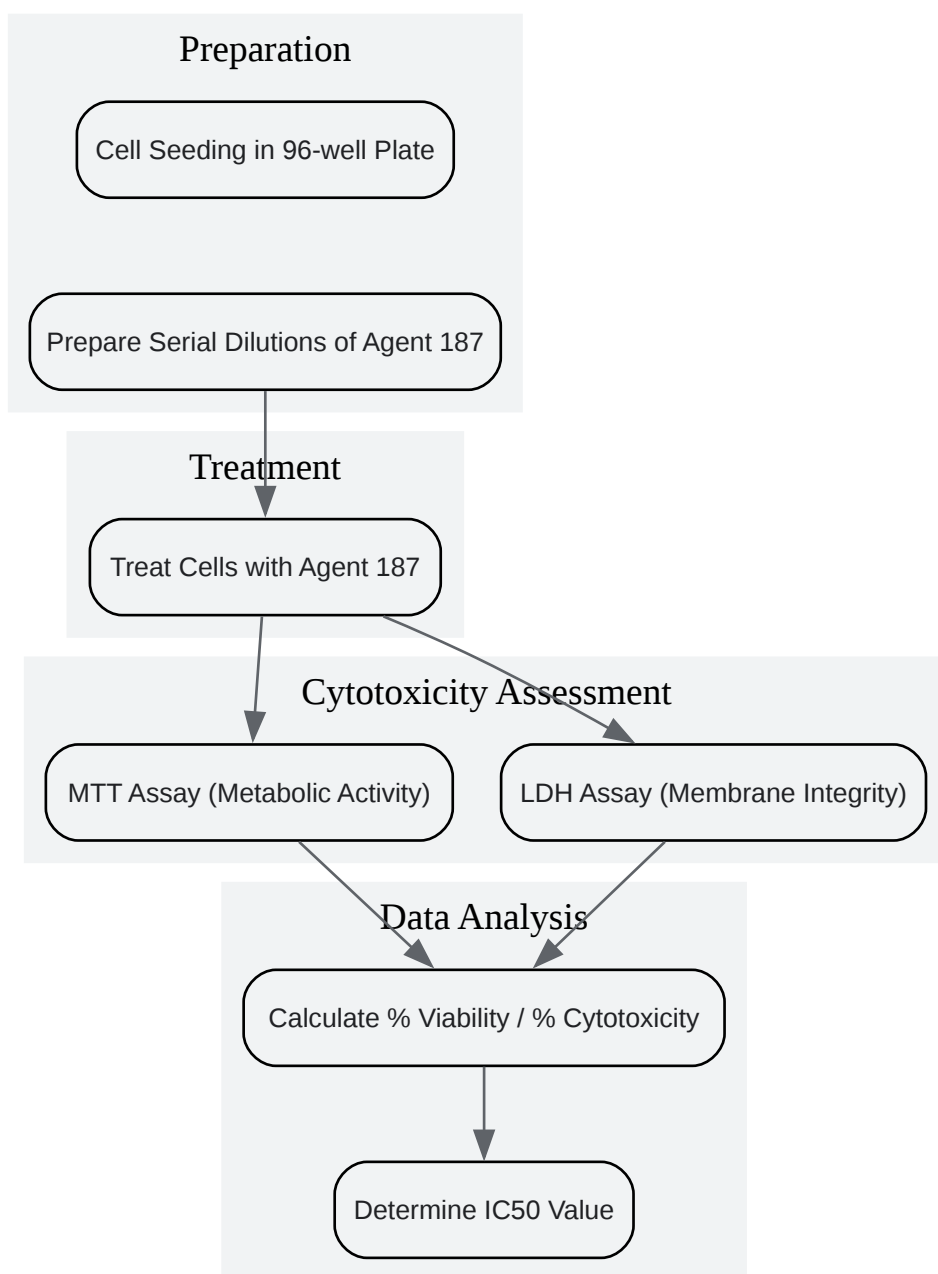 Preparation
Cell Seeding in 96-well Plate
Prepare Serial Dilutions of Agent 187
Treatment
Treat Cells with Agent 187
Cytotoxicity Assessment
MTT Assay (Metabolic Activity)
LDH Assay (Membrane Integrity)
Data Analysis
Calculate % Viability / % Cytotoxicity
Determine IC50 Value